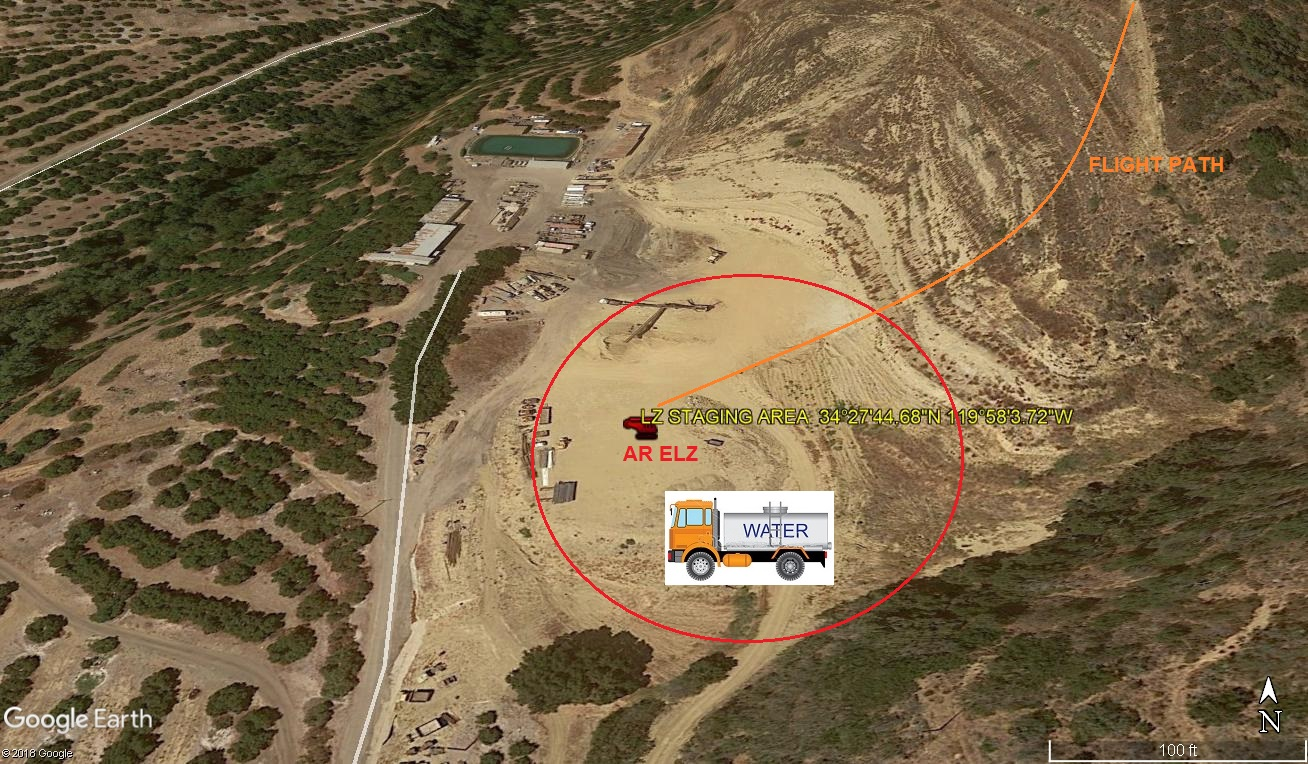 FLIGHT PATH
LZ STAGING AREA. 34°27'44.68"N 119°58'3.72"W
AR ELZ
WATER
Google Earth
©2018 Google
N
100 ft